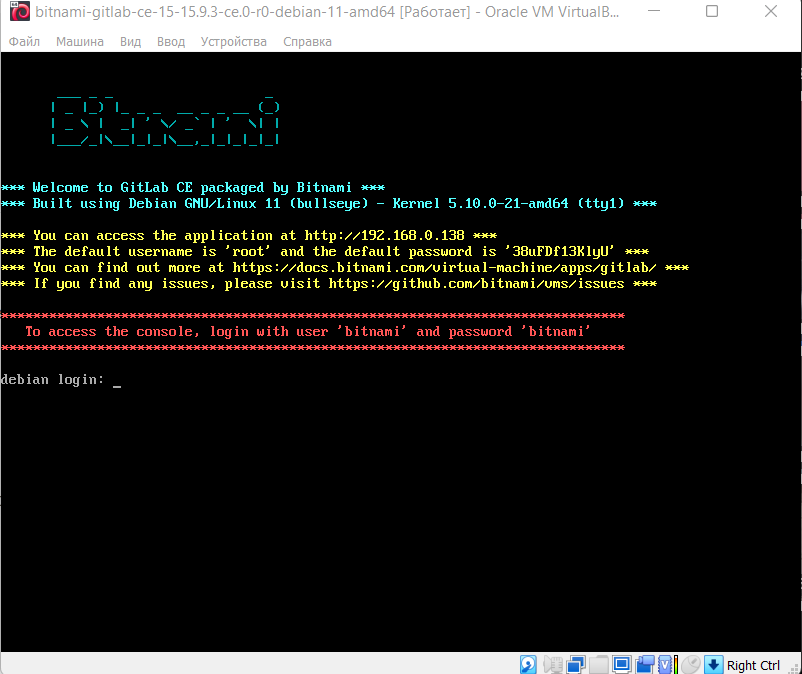 bitnami-gitlab-ce-15-15.9.3-ce.0-r0-debian-11-amd64 [Работает] - Oracle VM VirtualB...
Файл Машина Вид Ввод Устройства Справка
Bitnami
*** Welcome to GitLab CE packaged by Bitnami ***
*** Built using Debian GNU/Linux 11 (bullseye) - Kernel 5.10.0-21-amd64 (tty1) ***
*** You can access the application at http://192.168.0.138 ***
*** The default username is 'root' and the default password is '38uFDf13KlyU' ***
*** You can find out more at https://docs.bitnami.com/virtual-machine/apps/gitlab/ ***
*** If you find any issues, please visit https://github.com/bitnami/vms/issues ***
******************************************************************************
To access the console, login with user 'bitnami' and password 'bitnami'
******************************************************************************
debian login: _
Right Ctrl